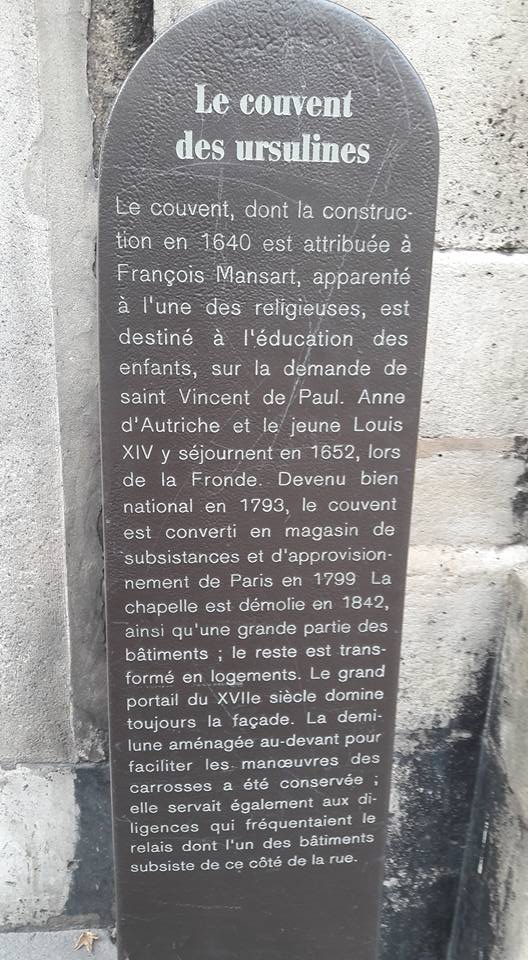 Le couvent
des ursulines
Le couvent, dont la construc-
tion en 1640 est attribuée à
François Mansart, apparenté
à l'une des religieuses, est
destiné à l'éducation des
enfants, sur la demande de
saint Vincent de Paul. Anne
d'Autriche et le jeune Louis
XIV y séjournent en 1652, lors
de la Fronde. Devenu bien
national en 1793, le couvent
est converti en magasin de
subsistances et d'approvision-
nement de Paris en 1799 La
chapelle est démolie en 1842,
ainsi qu'une grande partie des
bâtiments ; le reste est trans-
formé en logements. Le grand
portail du XVIIe siècle domine
toujours la façade. La demi-
lune aménagée au-devant pour
faciliter les manœuvres des
carrosses a été conservée ;
elle servait également aux di-
ligences qui fréquentaient le
relais dont l'un des bâtiments
subsiste de ce côté de la rue.